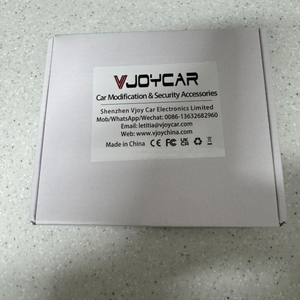 VJOYCAR
Car Modification & Security Accessories
Shenzhen Vjoy Car Electronics Limited
Mob/WhatsApp/Wechat: 0086-13632682960
Email: letitia@vjoycar.com
Web: www.vjoychina.com
Made in China